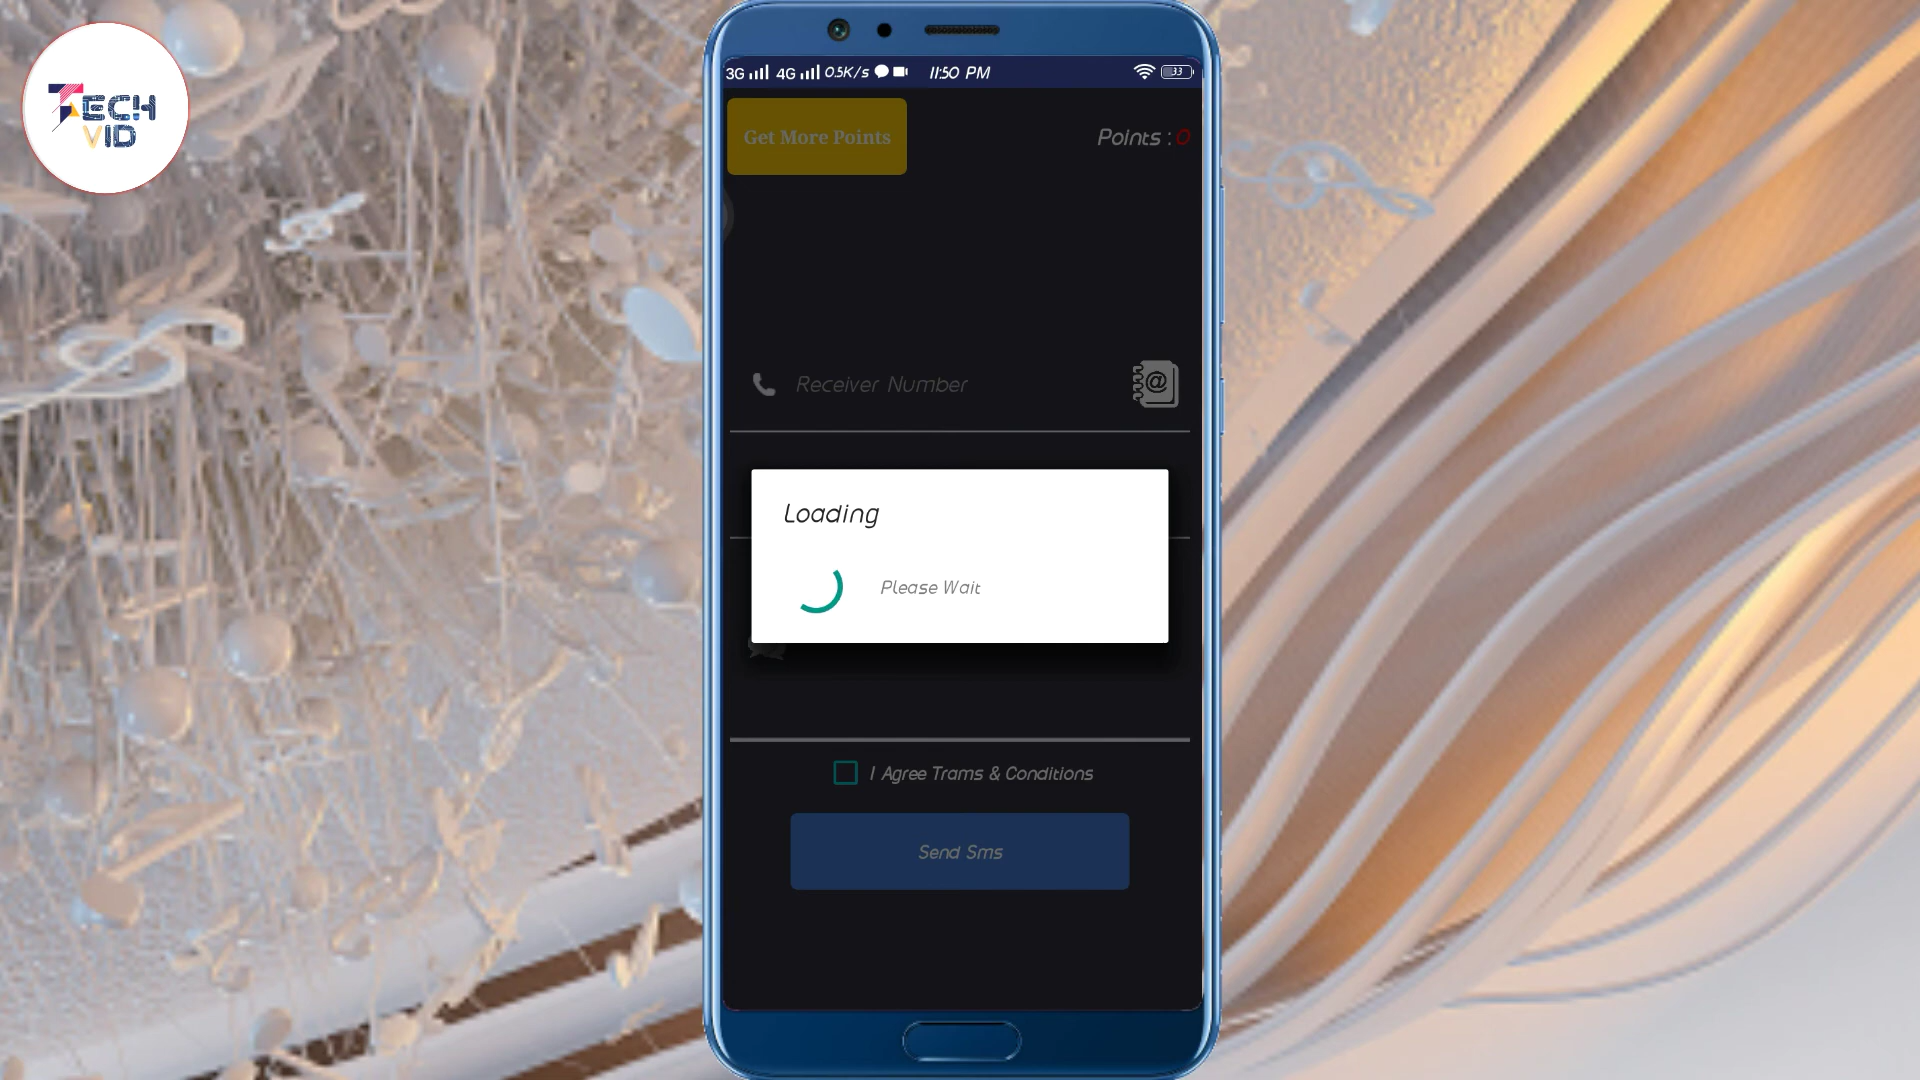 TECH
VID
3G 4G 0.5K/s 11:50 PM 33
Get More Points
Points : 0
Receiver Number
Loading
Please Wait
I Agree Trams & Conditions
Send Sms